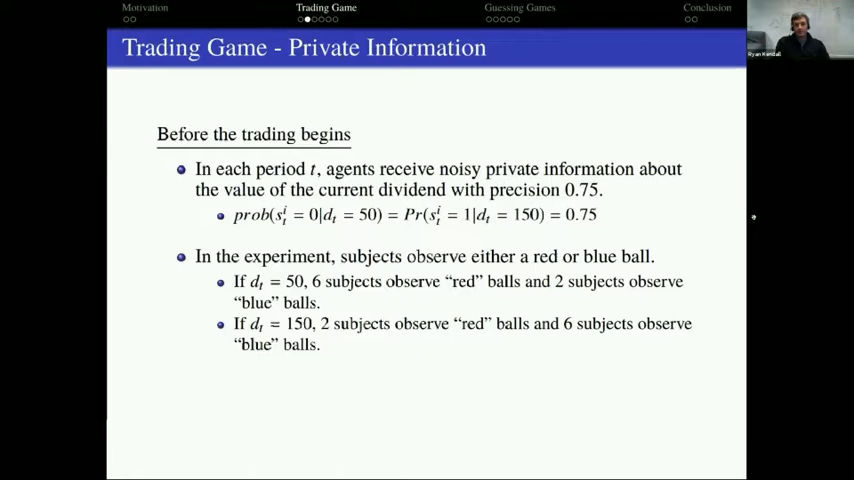 Motivation
Trading Game
Guessing Games
Conclusion
Trading Game - Private Information
Ryan Kendall
Before the trading begins
In each period t, agents receive noisy private information about
the value of the current dividend with precision 0.75.
prob(s_t^i = 0|d_t = 50) = Pr(s_t^i = 1|d_t = 150) = 0.75
In the experiment, subjects observe either a red or blue ball.
If d_t = 50, 6 subjects observe “red” balls and 2 subjects observe
“blue” balls.
If d_t = 150, 2 subjects observe “red” balls and 6 subjects observe
“blue” balls.